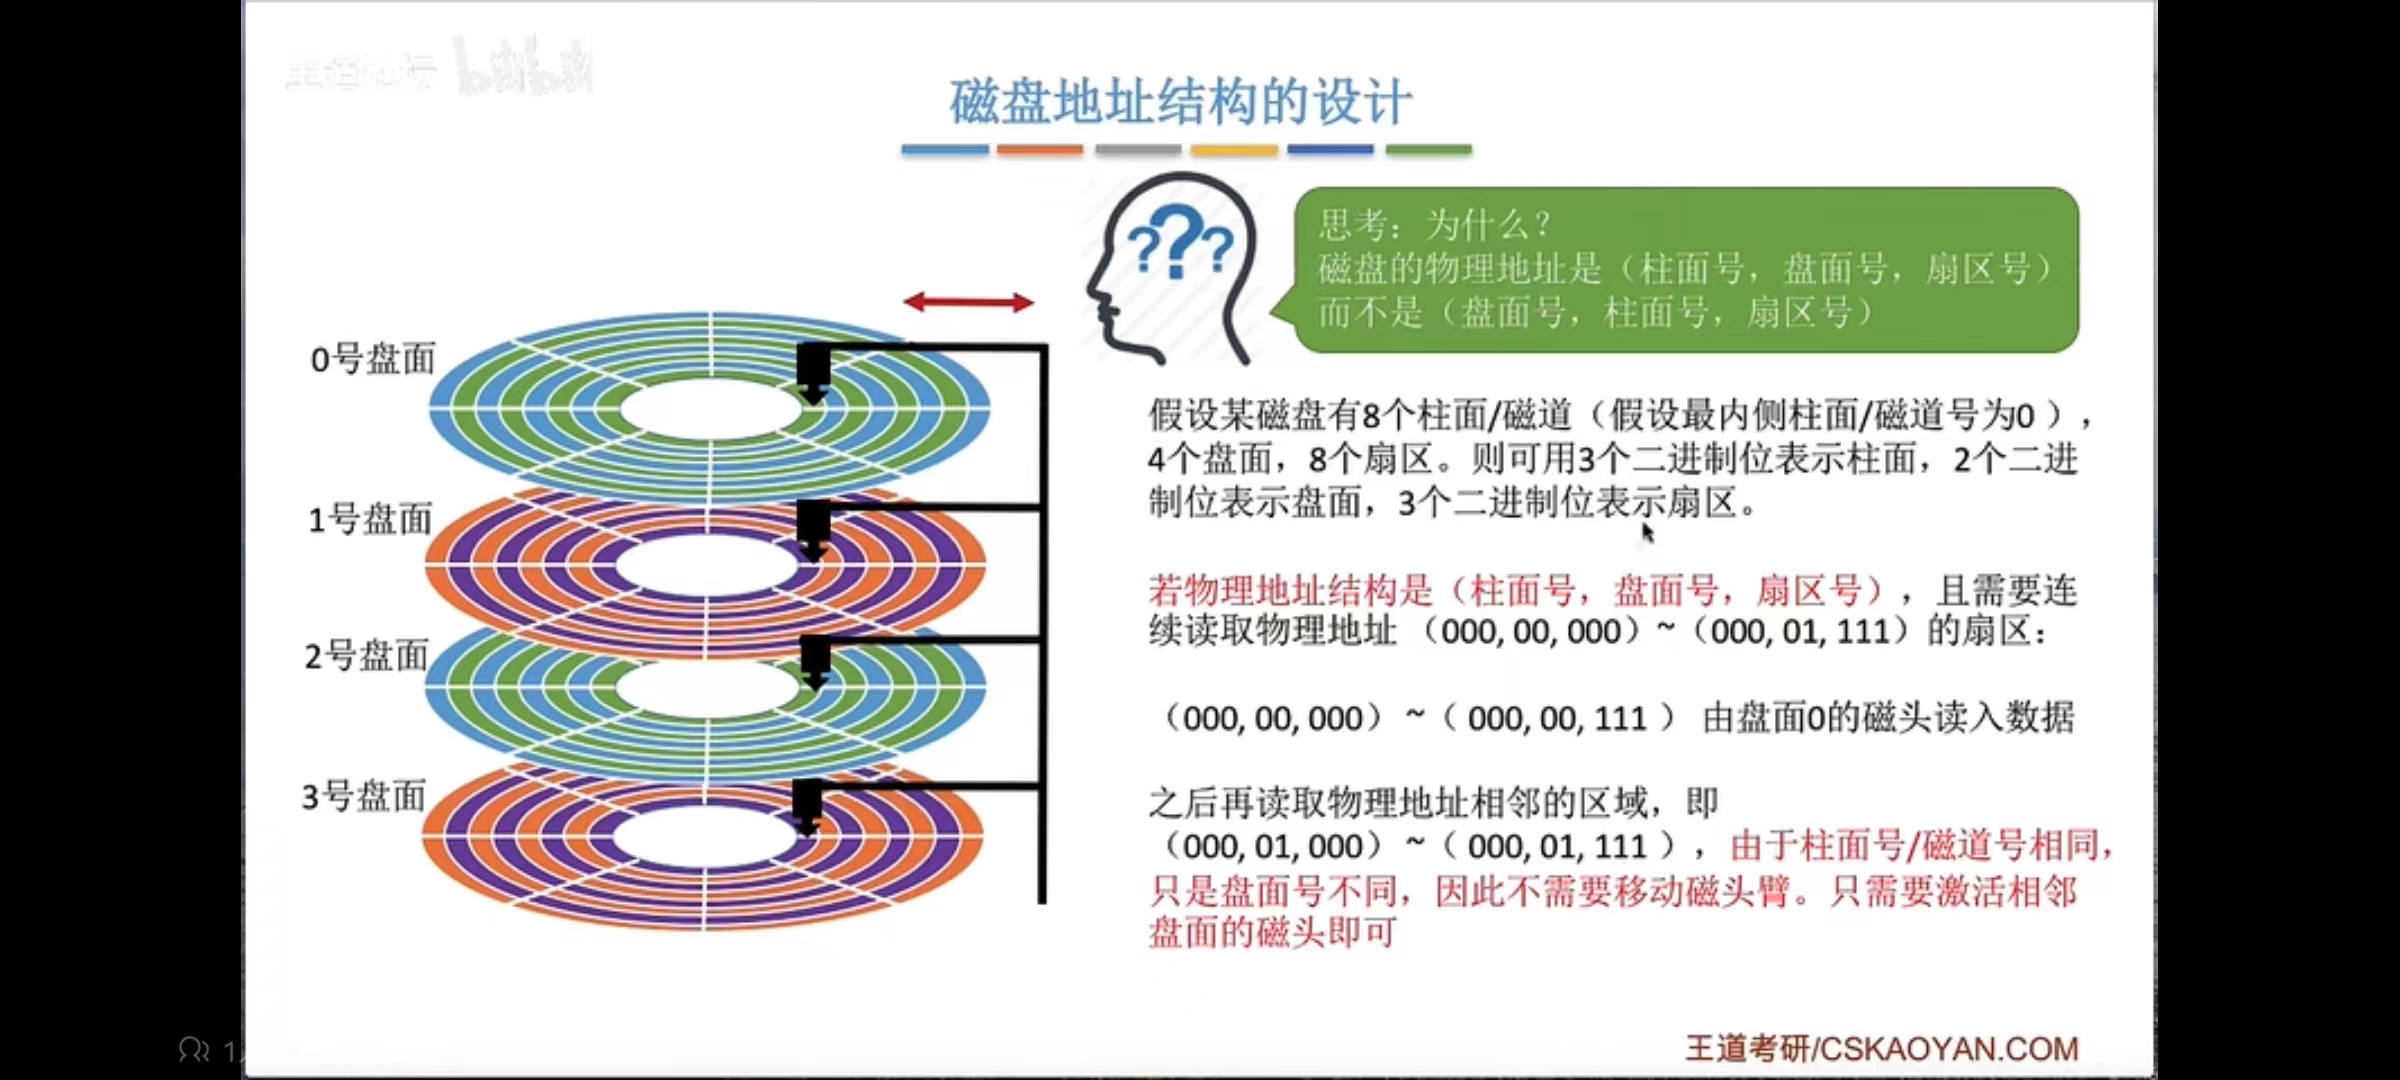 磁盘地址结构的设计
???
思考：为什么？
磁盘的物理地址是（柱面号，盘面号，扇区号）
而不是（盘面号，柱面号，扇区号）
0号盘面
1号盘面
2号盘面
3号盘面
假设某磁盘有8个柱面/磁道（假设最内侧柱面/磁道号为0），
4个盘面，8个扇区。则可用3个二进制位表示柱面，2个二进
制位表示盘面，3个二进制位表示扇区。
若物理地址结构是（柱面号，盘面号，扇区号），且需要连
续读取物理地址（000, 00, 000）~（000, 01, 111）的扇区：
（000, 00, 000）~（000, 00, 111）由盘面0的磁头读入数据
之后再读取物理地址相邻的区域，即
（000, 01, 000）~（000, 01, 111），由于柱面号/磁道号相同，
只是盘面号不同，因此不需要移动磁头臂。只需要激活相邻
盘面的磁头即可
王道考研/CSKAOYAN.COM